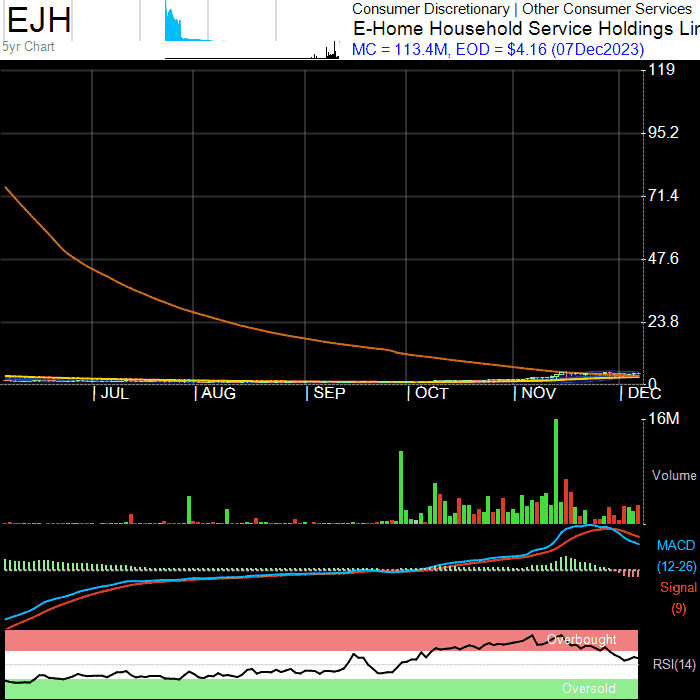 EJH
5yr Chart
Consumer Discretionary | Other Consumer Services
E-Home Household Service Holdings Lir
MC = 113.4M, EOD = $4.16 (07Dec2023)
119
95.2
71.4
47.6
23.8
0
JUL AUG SEP OCT NOV DEC
16M
Volume
MACD
(12-26)
Signal
(9)
Overbought
RSI(14)
Oversold